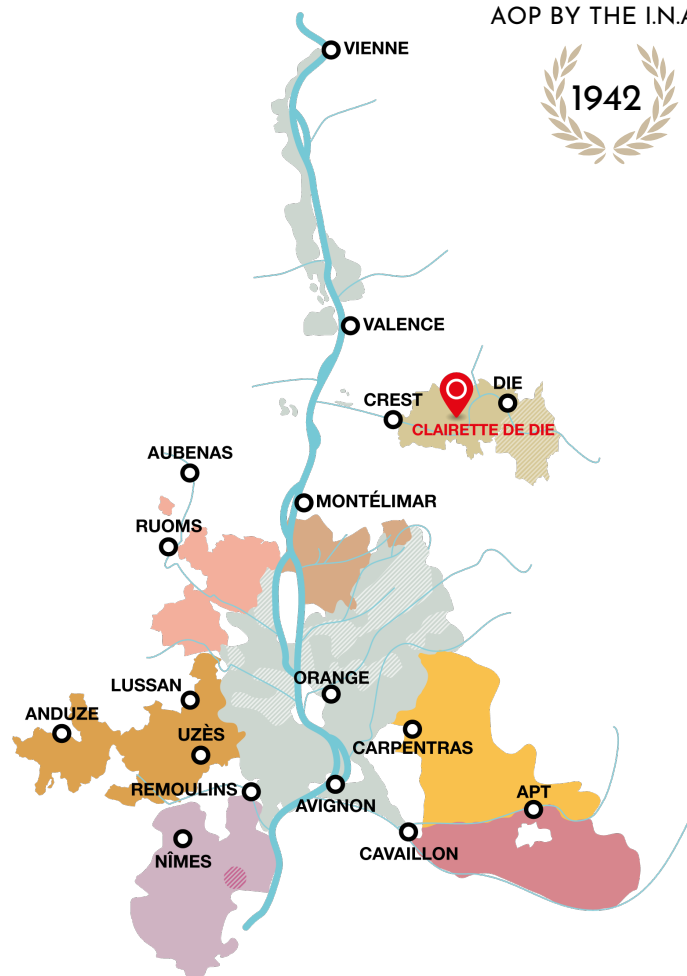 AOP BY THE I.N.A
1942
VIENNE
VALENCE
DIE
CREST
CLAIRETTE DE DIE
AUBENAS
MONTÉLIMAR
RUOMS
ORANGE
LUSSAN
ANDUZE
UZÈS
CARPENTRAS
REMOULINS
AVIGNON
APT
CAVAILLON
NÎMES